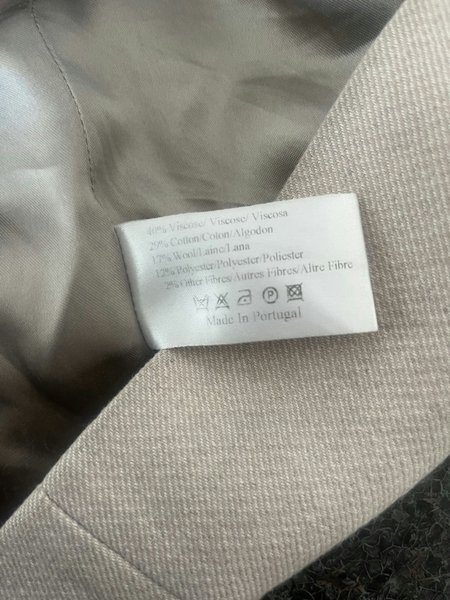 40% Viscose/ Viscose/ Viscosa
29% Cotton/Coton/Algodon
17% Wool/Laine/Lana
12% Polyester/Polyester/Poliester
2% Other Fibres/Autres Fibres/Altre Fibre
Made In Portugal